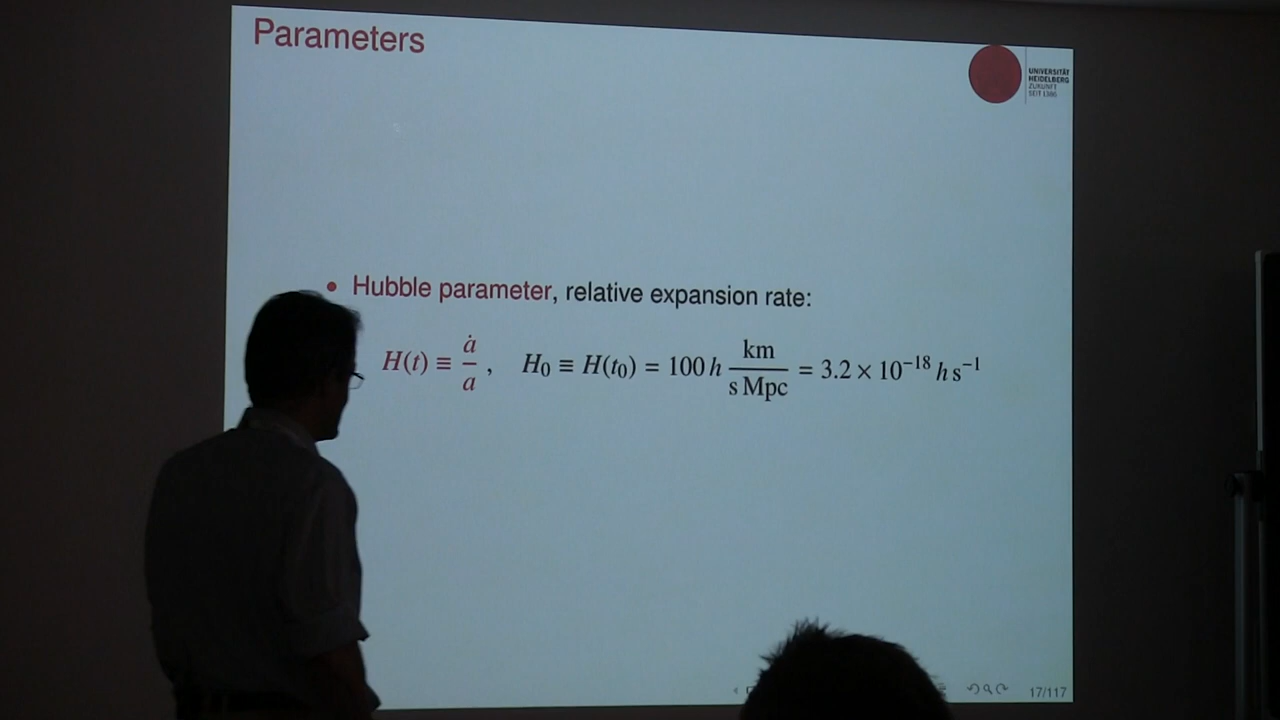 Parameters
UNIVERSITÄT
HEIDELBERG
ZUKUNFT
SEIT 1386
• Hubble parameter, relative expansion rate:
H(t) ≡ ȧ/a , H₀ ≡ H(t₀) = 100 h km/(s Mpc) = 3.2 × 10⁻¹⁸ h s⁻¹
17/117